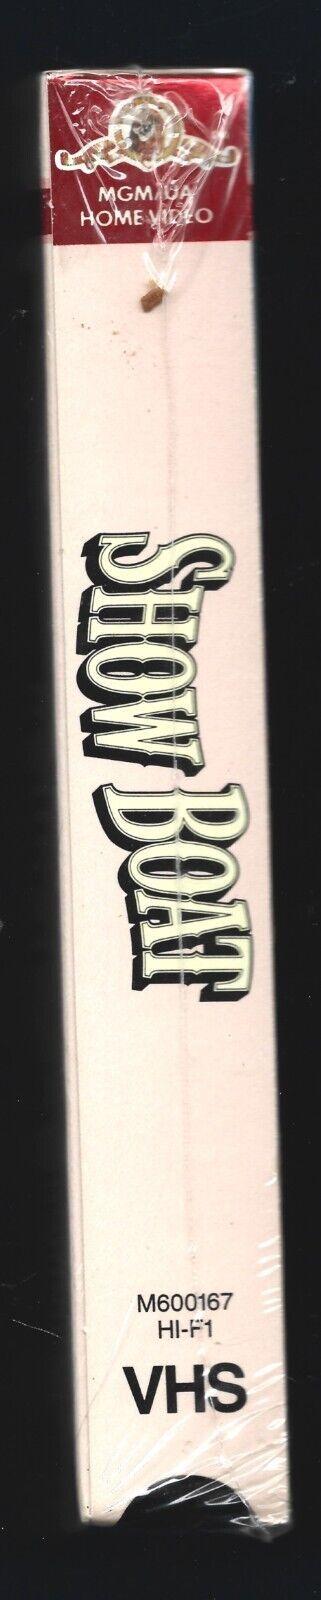 MGM/UA
HOME VIDEO
SHOW BOAT
M600167
HI-FI
VHS